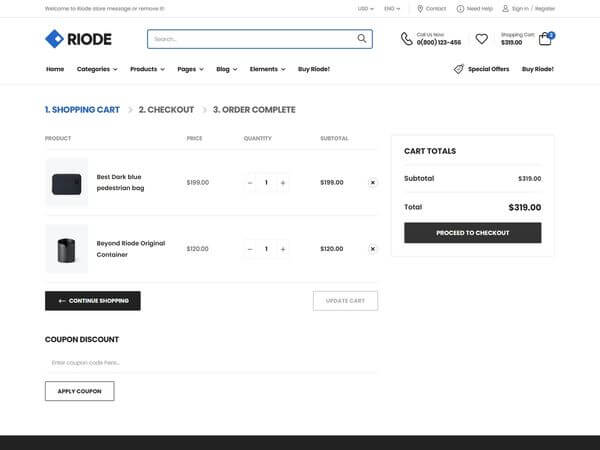 Welcome to Riode store message or remove it!
USD ENG Contact Need Help Sign in / Register
RIODE Search...
Call Us Now:
0(800) 123-456
Shopping Cart:
$319.00
2
Home Categories Products Pages Blog Elements Buy Riode! Special Offers Buy Riode!
1. SHOPPING CART 2. CHECKOUT 3. ORDER COMPLETE
PRODUCT PRICE QUANTITY SUBTOTAL
Best Dark blue
pedestrian bag
$199.00 − 1 + $199.00 ×
Beyond Riode Original
Container
$120.00 − 1 + $120.00 ×
← CONTINUE SHOPPING UPDATE CART
CART TOTALS
Subtotal $319.00
Total $319.00
PROCEED TO CHECKOUT
COUPON DISCOUNT
Enter coupon code here...
APPLY COUPON